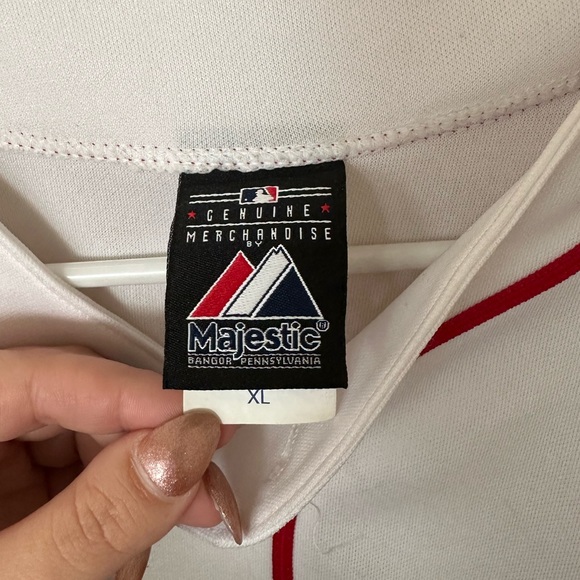 GENUINE
MERCHANDISE
BY
Majestic®
BANGOR PENNSYLVANIA
XL